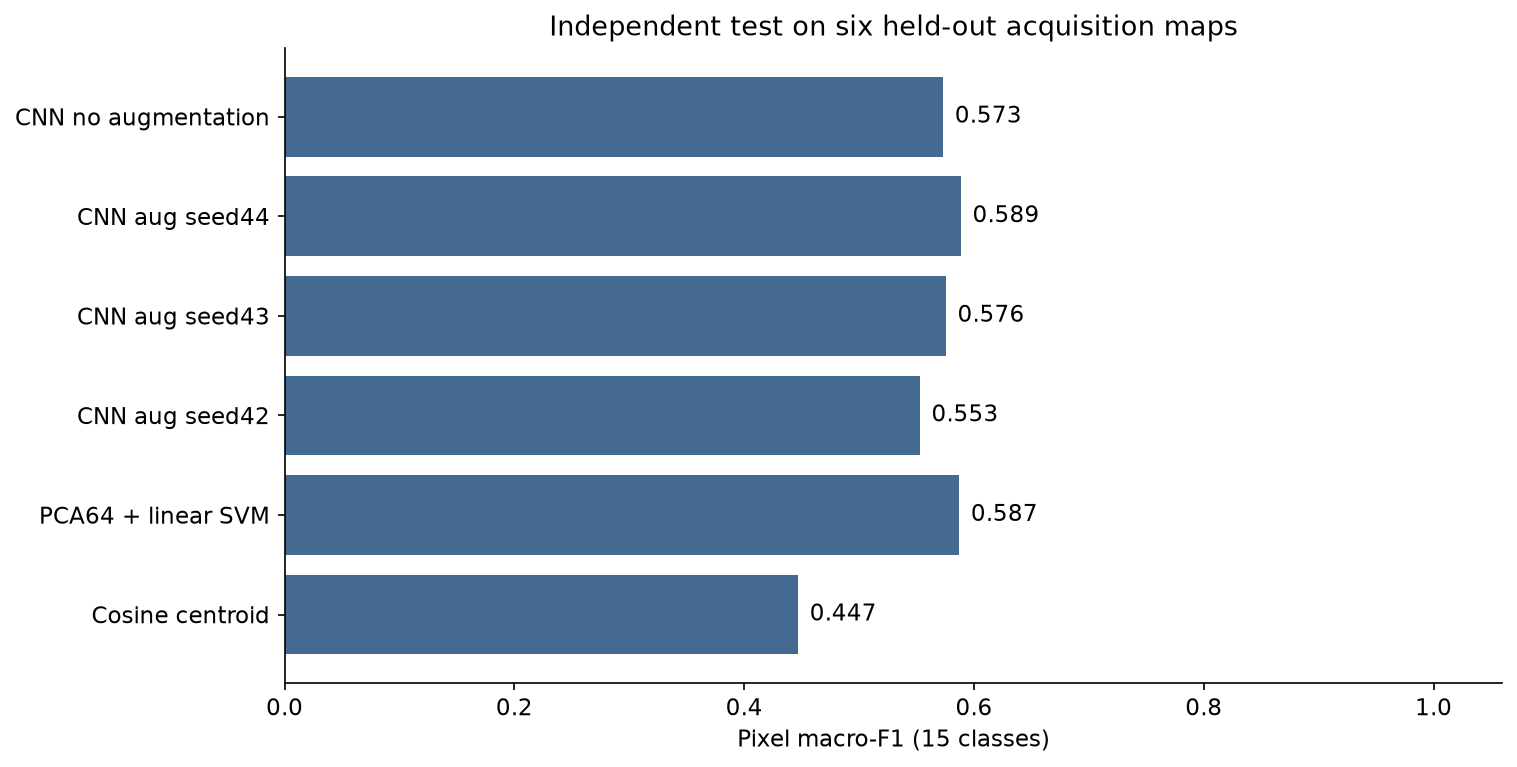 Independent test on six held-out acquisition maps
CNN no augmentation 0.573
CNN aug seed44 0.589
CNN aug seed43 0.576
CNN aug seed42 0.553
PCA64 + linear SVM 0.587
Cosine centroid 0.447
0.0 0.2 0.4 0.6 0.8 1.0
Pixel macro-F1 (15 classes)